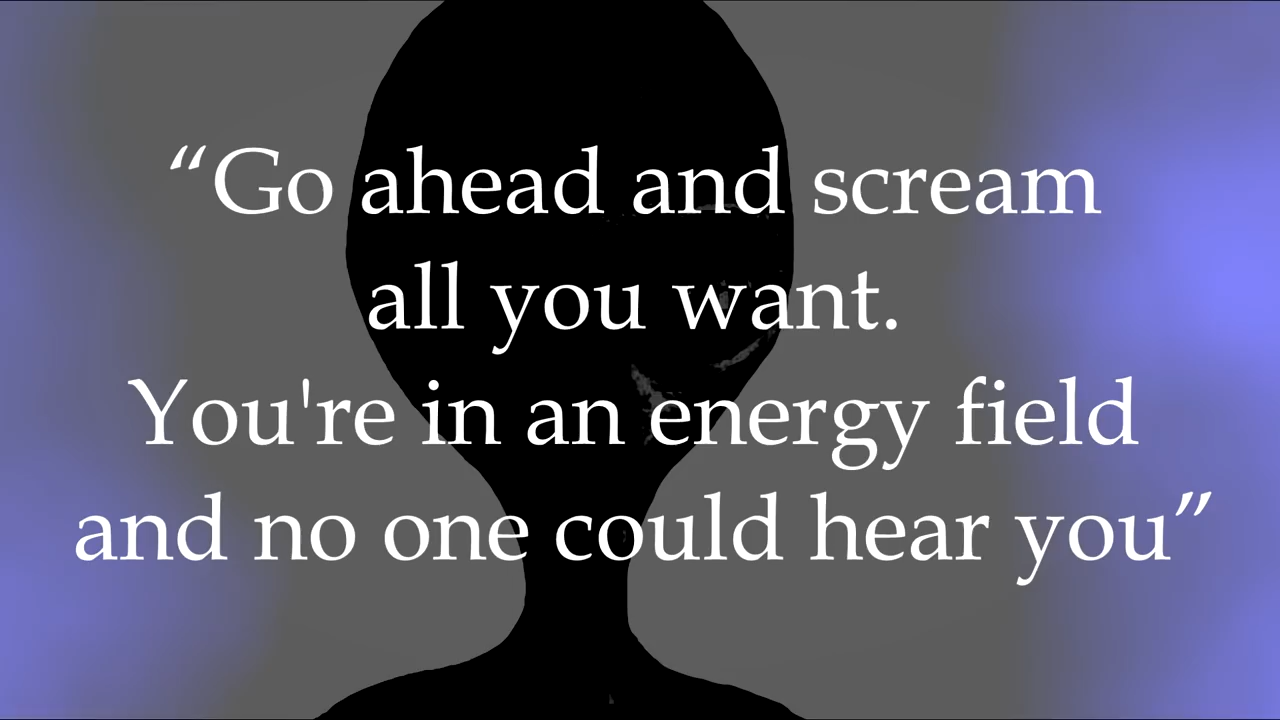 “Go ahead and scream
all you want.
You're in an energy field
and no one could hear you”